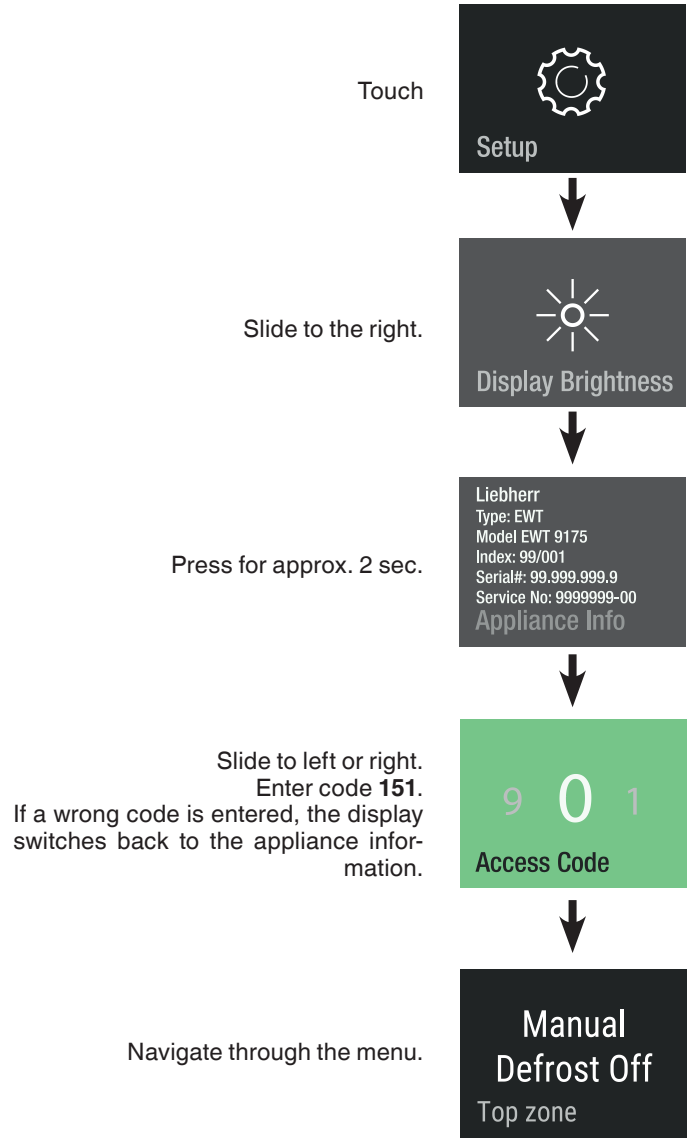 Touch
Setup
Slide to the right.
Display Brightness
Press for approx. 2 sec.
Liebherr
Type: EWT
Model EWT 9175
Index: 99/001
Serial#: 99.999.999.9
Service No: 9999999-00
Appliance Info
Slide to left or right.
Enter code 151.
If a wrong code is entered, the display
switches back to the appliance infor-
mation.
9 0 1
Access Code
Navigate through the menu.
Manual
Defrost Off
Top zone